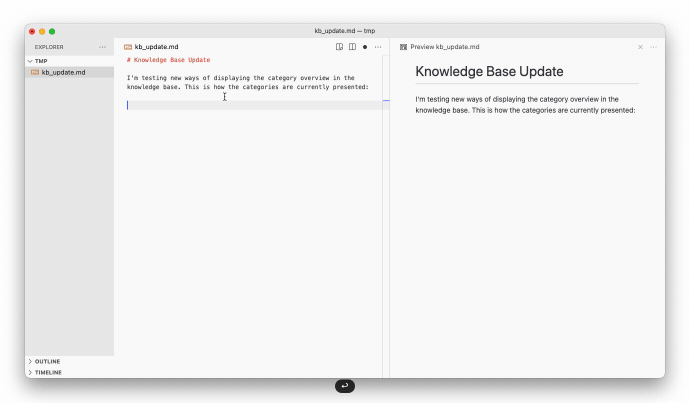 kb_update.md — tmp
EXPLORER
TMP
kb_update.md
OUTLINE
TIMELINE
kb_update.md
# Knowledge Base Update
I'm testing new ways of displaying the category overview in the
knowledge base. This is how the categories are currently presented:
Preview kb_update.md
Knowledge Base Update
I'm testing new ways of displaying the category overview in the
knowledge base. This is how the categories are currently presented: